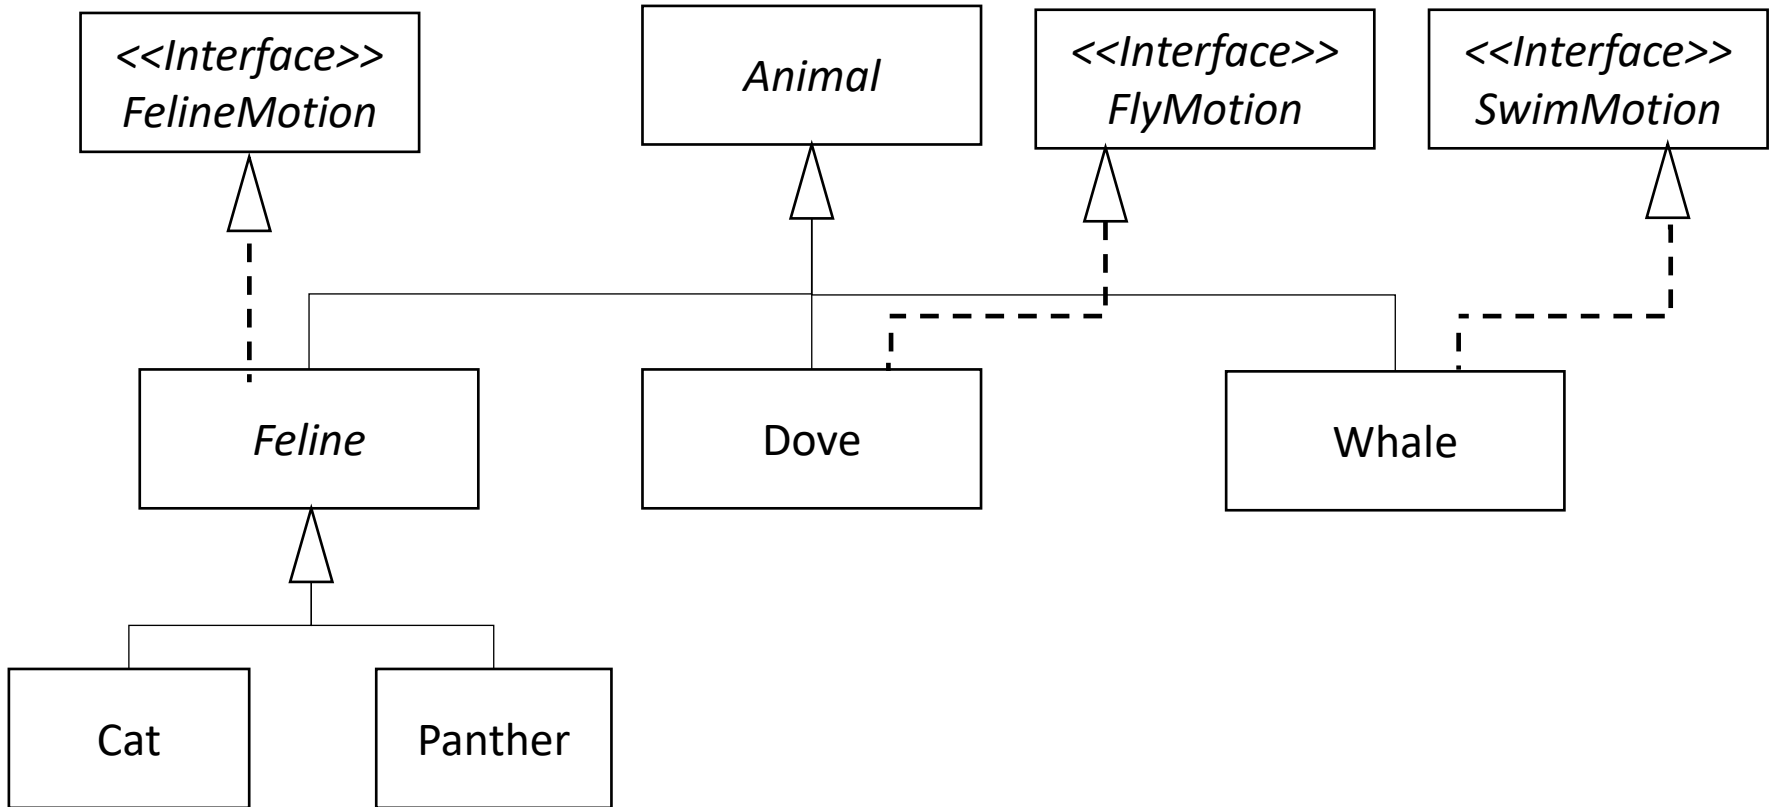 <<Interface>>
FelineMotion
Animal
<<Interface>>
FlyMotion
<<Interface>>
SwimMotion
Feline
Dove
Whale
Cat
Panther